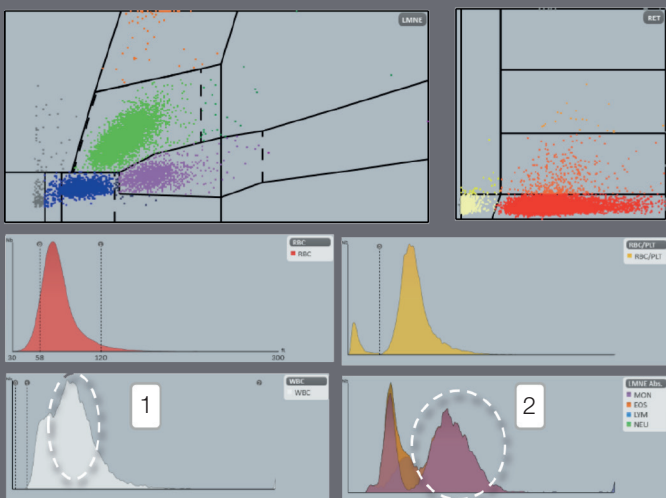 LMNE
RET
RBC
RBC
30
58
120
300
RBC/PLT
RBC/PLT
WBC
WBC
1
LMNE Abs.
MON
EOS
LYM
NEU
2